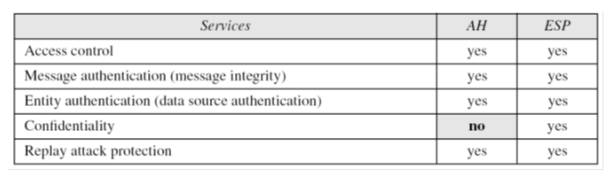 Services AH ESP
Access control yes yes
Message authentication (message integrity) yes yes
Entity authentication (data source authentication) yes yes
Confidentiality no yes
Replay attack protection yes yes